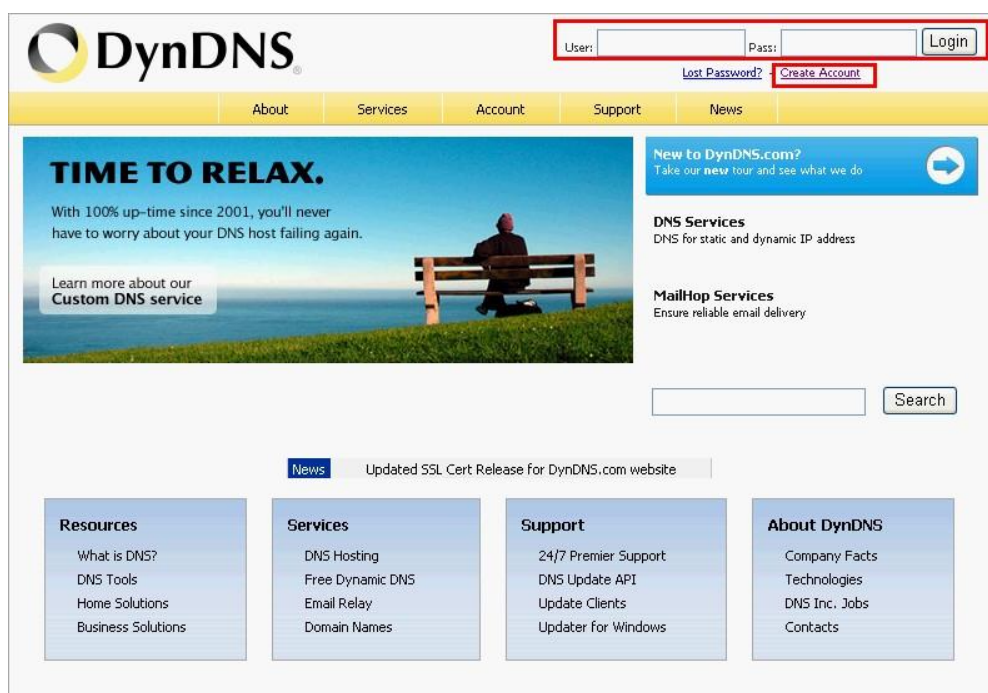 DynDNS®
User:
Pass:
Login
Lost Password? - Create Account
About Services Account Support News
TIME TO RELAX.
With 100% up-time since 2001, you'll never
have to worry about your DNS host failing again.
Learn more about our
Custom DNS service
New to DynDNS.com?
Take our new tour and see what we do
DNS Services
DNS for static and dynamic IP address
MailHop Services
Ensure reliable email delivery
Search
News Updated SSL Cert Release for DynDNS.com website
Resources
What is DNS?
DNS Tools
Home Solutions
Business Solutions
Services
DNS Hosting
Free Dynamic DNS
Email Relay
Domain Names
Support
24/7 Premier Support
DNS Update API
Update Clients
Updater for Windows
About DynDNS
Company Facts
Technologies
DNS Inc. Jobs
Contacts